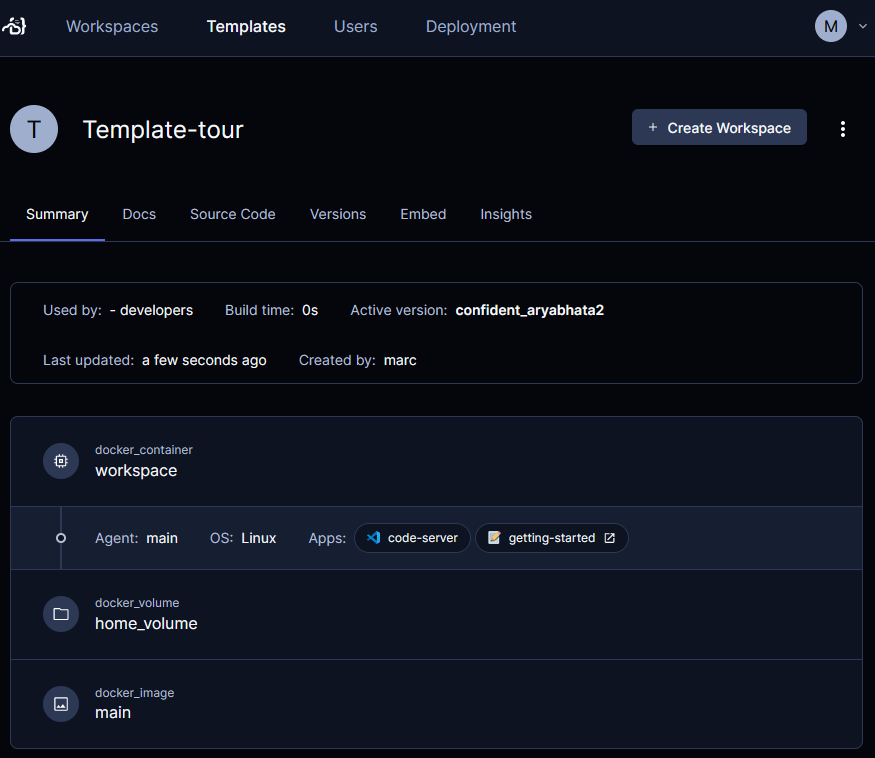 Workspaces Templates Users Deployment M
T Template-tour + Create Workspace
Summary Docs Source Code Versions Embed Insights
Used by: - developers Build time: 0s Active version: confident_aryabhata2
Last updated: a few seconds ago Created by: marc
docker_container
workspace
Agent: main OS: Linux Apps: code-server getting-started
docker_volume
home_volume
docker_image
main